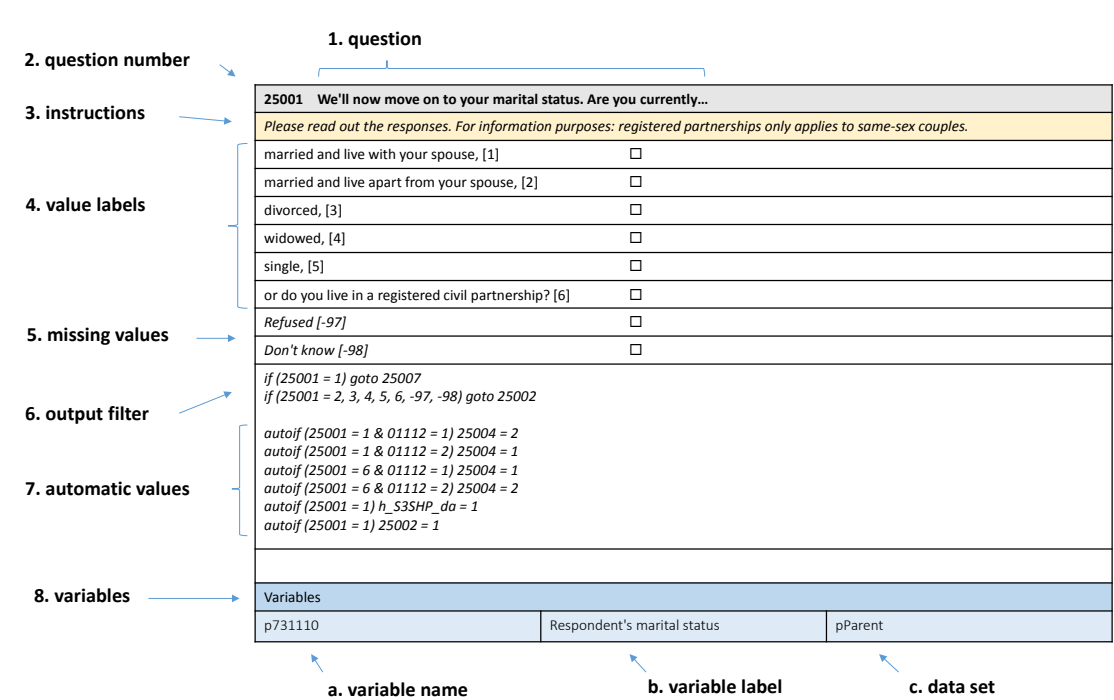 1. question
2. question number
25001 We'll now move on to your marital status. Are you currently…
3. instructions
Please read out the responses. For information purposes: registered partnerships only applies to same-sex couples.
4. value labels
married and live with your spouse, [1] ☐
married and live apart from your spouse, [2] ☐
divorced, [3] ☐
widowed, [4] ☐
single, [5] ☐
or do you live in a registered civil partnership? [6] ☐
5. missing values
Refused [-97] ☐
Don't know [-98] ☐
6. output filter
if (25001 = 1) goto 25007
if (25001 = 2, 3, 4, 5, 6, -97, -98) goto 25002
7. automatic values
autoif (25001 = 1 & 01112 = 1) 25004 = 2
autoif (25001 = 1 & 01112 = 2) 25004 = 1
autoif (25001 = 6 & 01112 = 1) 25004 = 1
autoif (25001 = 6 & 01112 = 2) 25004 = 2
autoif (25001 = 1) h_S3SHP_da = 1
autoif (25001 = 1) 25002 = 1
8. variables
Variables
p731110 Respondent's marital status pParent
a. variable name b. variable label c. data set